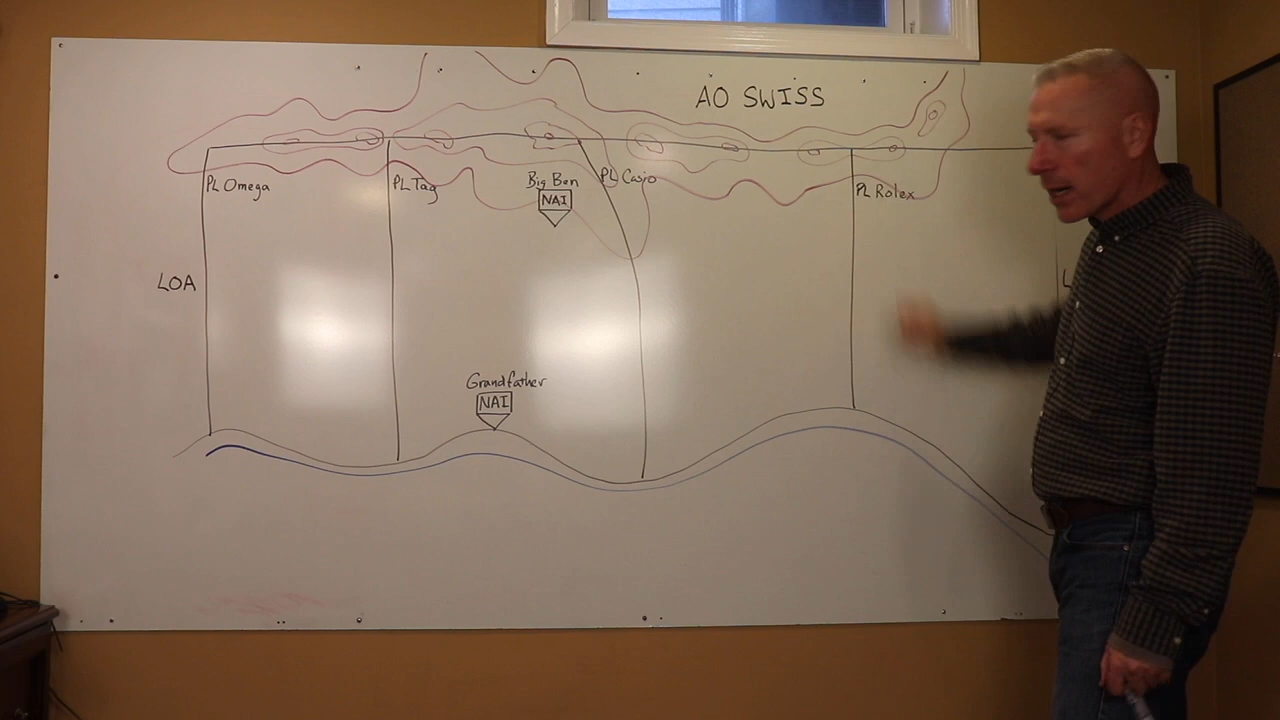 AO SWISS
PL Omega
PL Tag
Big Ben
NAI
PL Casio
PL Rolex
LOA
L
Grandfather
NAI